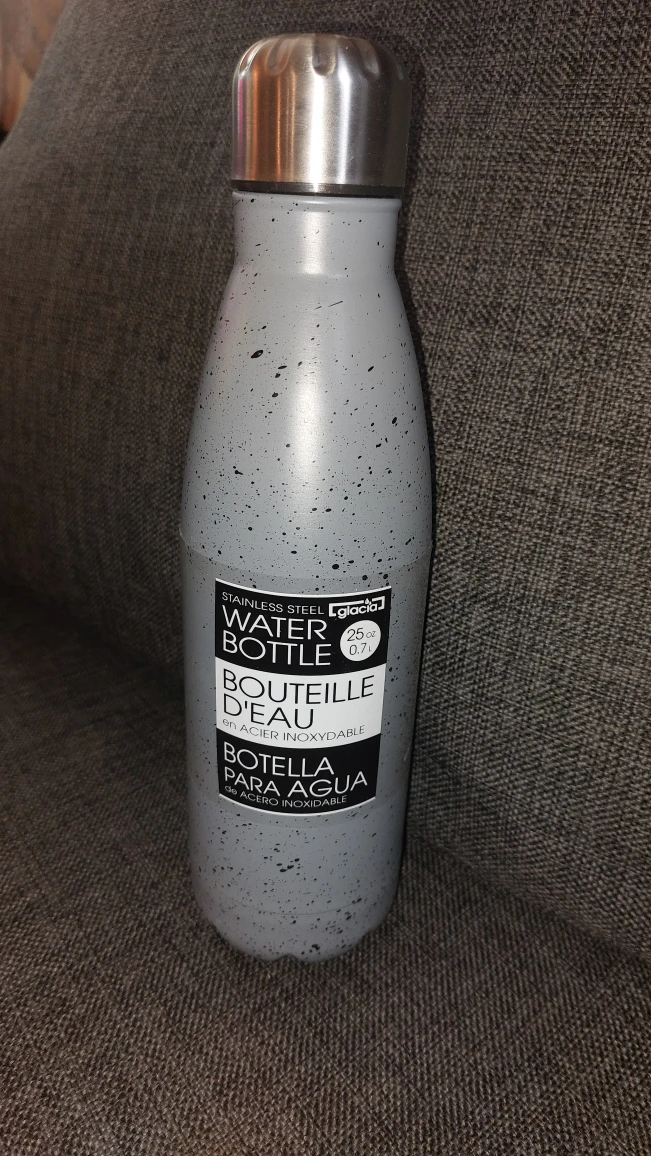 STAINLESS STEEL glacia
WATER
BOTTLE
25 oz
0.7 L
BOUTEILLE
D'EAU
en ACIER INOXYDABLE
BOTELLA
PARA AGUA
de ACERO INOXIDABLE